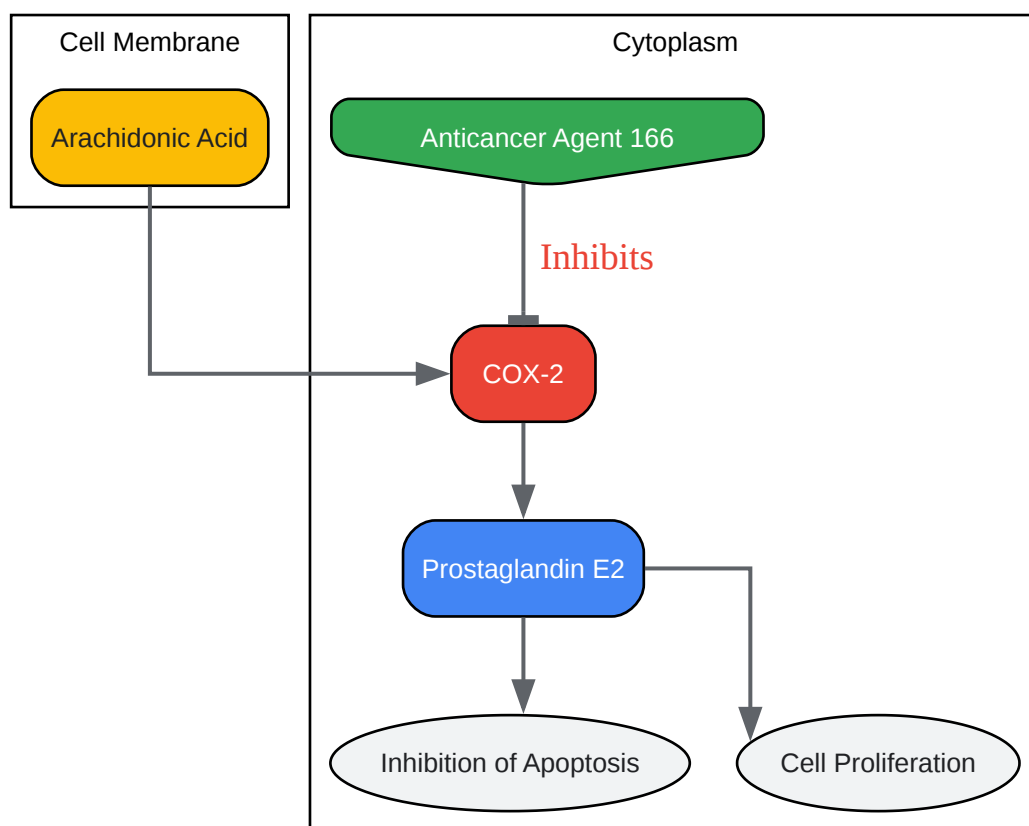 Cell Membrane
Cytoplasm
Arachidonic Acid
Anticancer Agent 166
Inhibits
COX-2
Prostaglandin E2
Inhibition of Apoptosis
Cell Proliferation